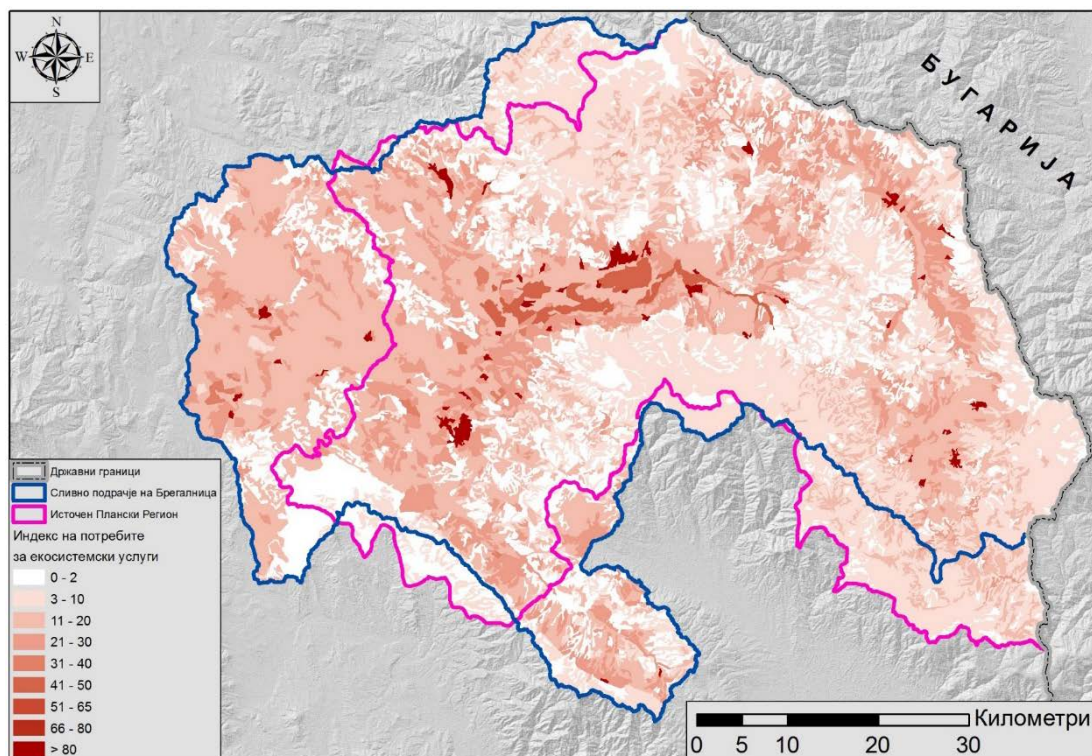 N
W E
S
БУГАРИЈА
Државни граници
Сливно подрачје на Брегалница
Источен Плански Регион
Индекс на потребите
за екосистемски услуги
0 - 2
3 - 10
11 - 20
21 - 30
31 - 40
41 - 50
51 - 65
66 - 80
> 80
Километри
0 5 10 20 30